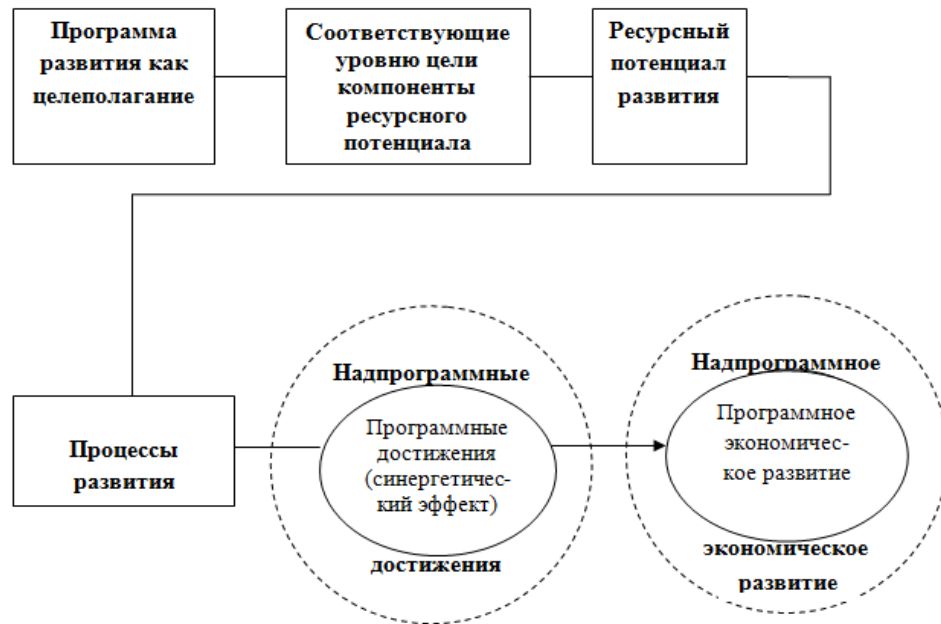 Программа
развития как
целеполагание
Соответствующие
уровню цели
компоненты
ресурсного
потенциала
Ресурсный
потенциал
развития
Процессы
развития
Надпрограммные
Программные
достижения
(синергетичес-
кий эффект)
достижения
Надпрограммное
Программное
экономичес-
кое развитие
экономическое
развитие